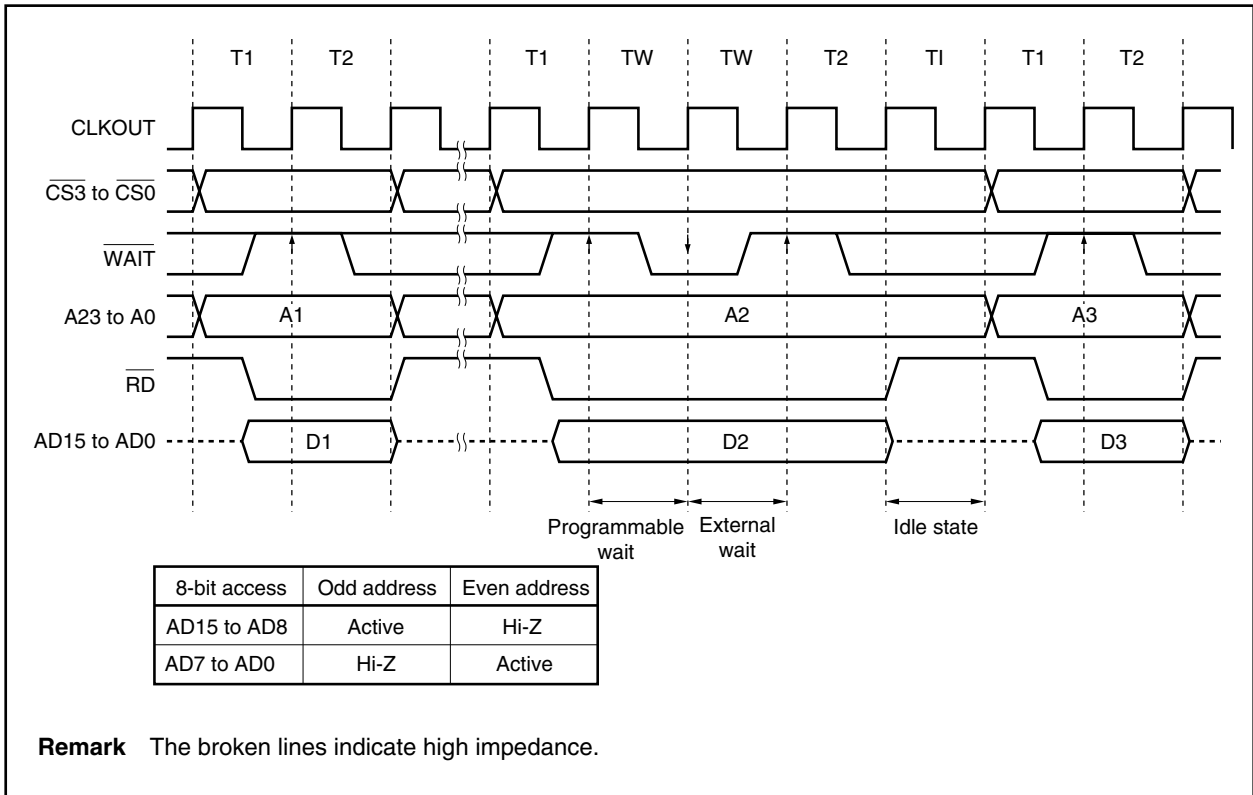 T1 T2 T1 TW TW T2 TI T1 T2
CLKOUT
CS3 to CS0
WAIT
A23 to A0 A1 A2 A3
RD
AD15 to AD0 D1 D2 D3
Programmable wait
External wait
Idle state
8-bit access Odd address Even address
AD15 to AD8 Active Hi-Z
AD7 to AD0 Hi-Z Active
Remark The broken lines indicate high impedance.